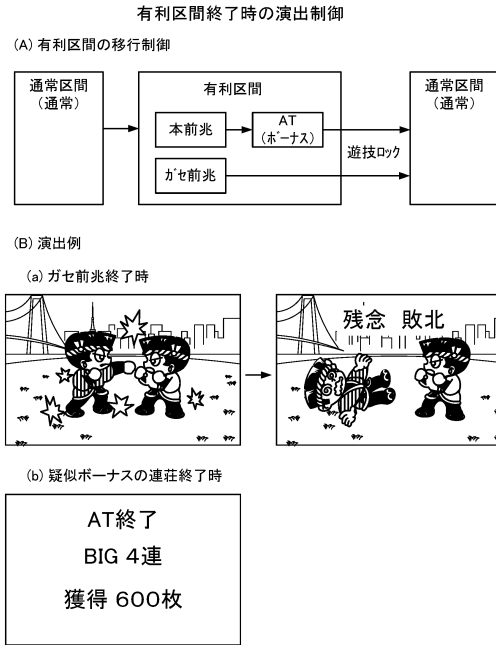 有利区間終了時の演出制御
(A) 有利区間の移行制御
通常区間
(通常)
有利区間
本前兆
AT
(ﾎﾞｰﾅｽ)
ｶﾞｾ前兆
遊技ﾛｯｸ
通常区間
(通常)
(B) 演出例
(a) ガセ前兆終了時
残念 敗北
(b) 疑似ボーナスの連荘終了時
AT終了
BIG 4連
獲得 600枚